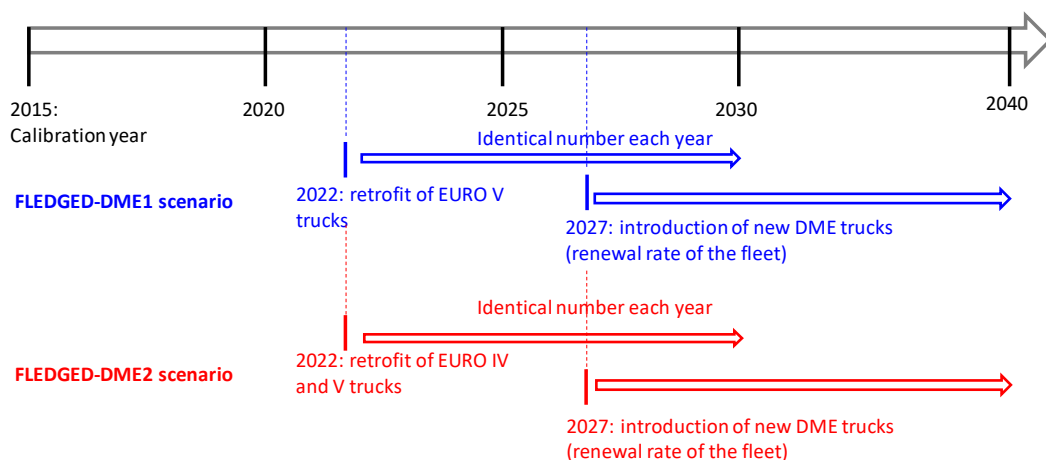 2015:
Calibration year
2020
2025
2030
2040
Identical number each year
FLEDGED-DME1 scenario
2022: retrofit of EURO V
trucks
2027: introduction of new DME trucks
(renewal rate of the fleet)
Identical number each year
FLEDGED-DME2 scenario
2022: retrofit of EURO IV
and V trucks
2027: introduction of new DME trucks
(renewal rate of the fleet)